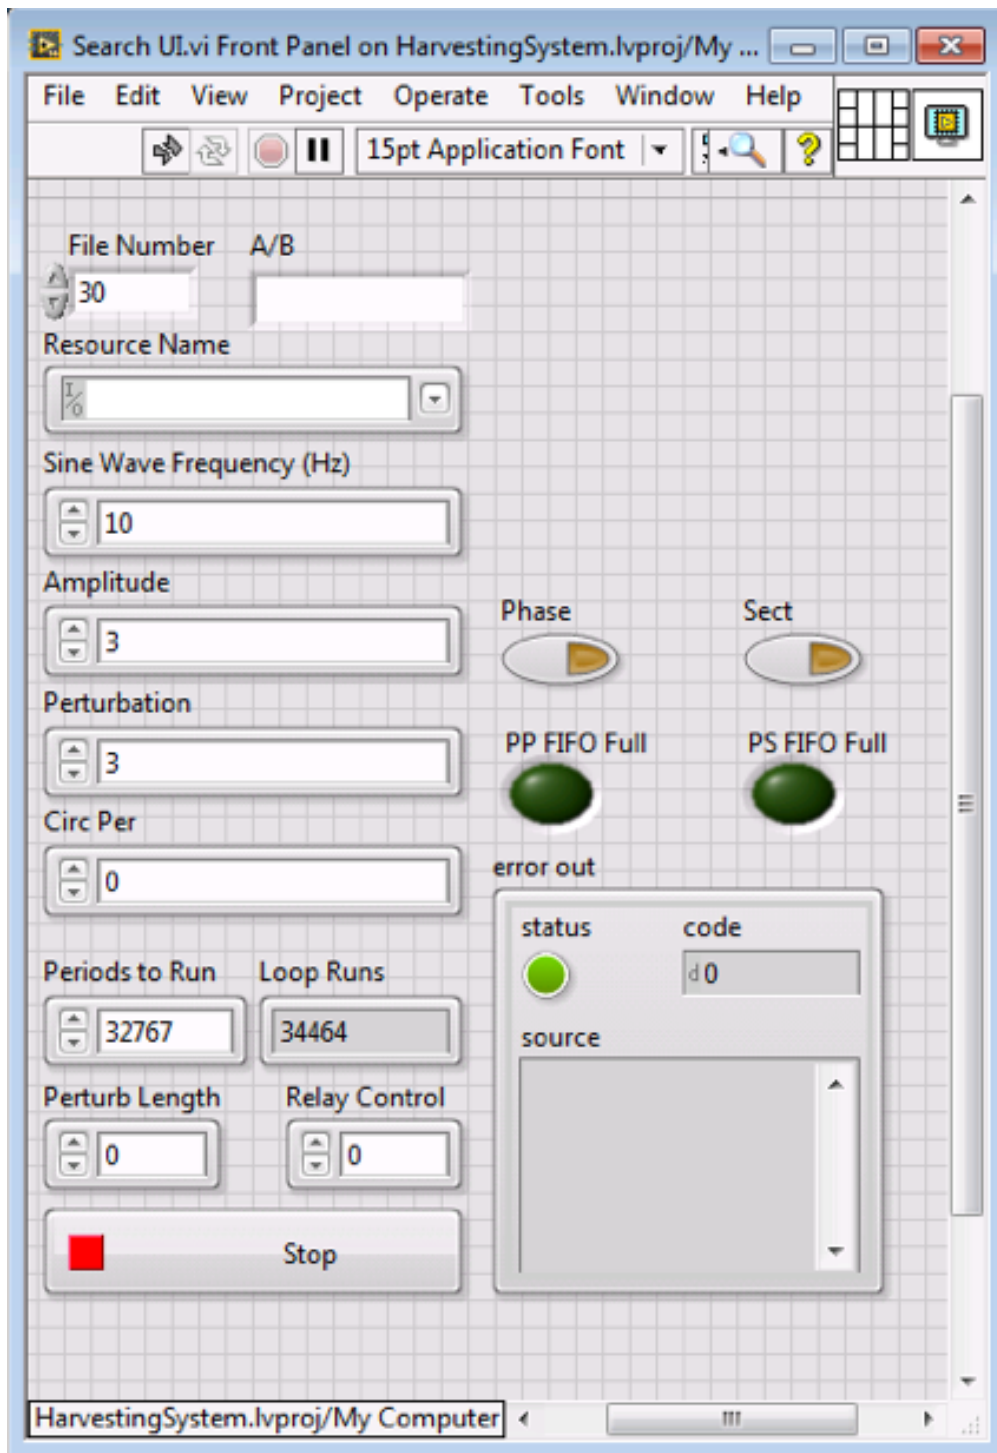 Search UI.vi Front Panel on HarvestingSystem.lvproj/My ...
File Edit View Project Operate Tools Window Help
15pt Application Font
File Number A/B
30
Resource Name
I/O
Sine Wave Frequency (Hz)
10
Amplitude
3
Phase Sect
Perturbation
3
PP FIFO Full PS FIFO Full
Circ Per
0
error out
status code
d 0
source
Periods to Run Loop Runs
32767 34464
Perturb Length Relay Control
0 0
Stop
HarvestingSystem.lvproj/My Computer